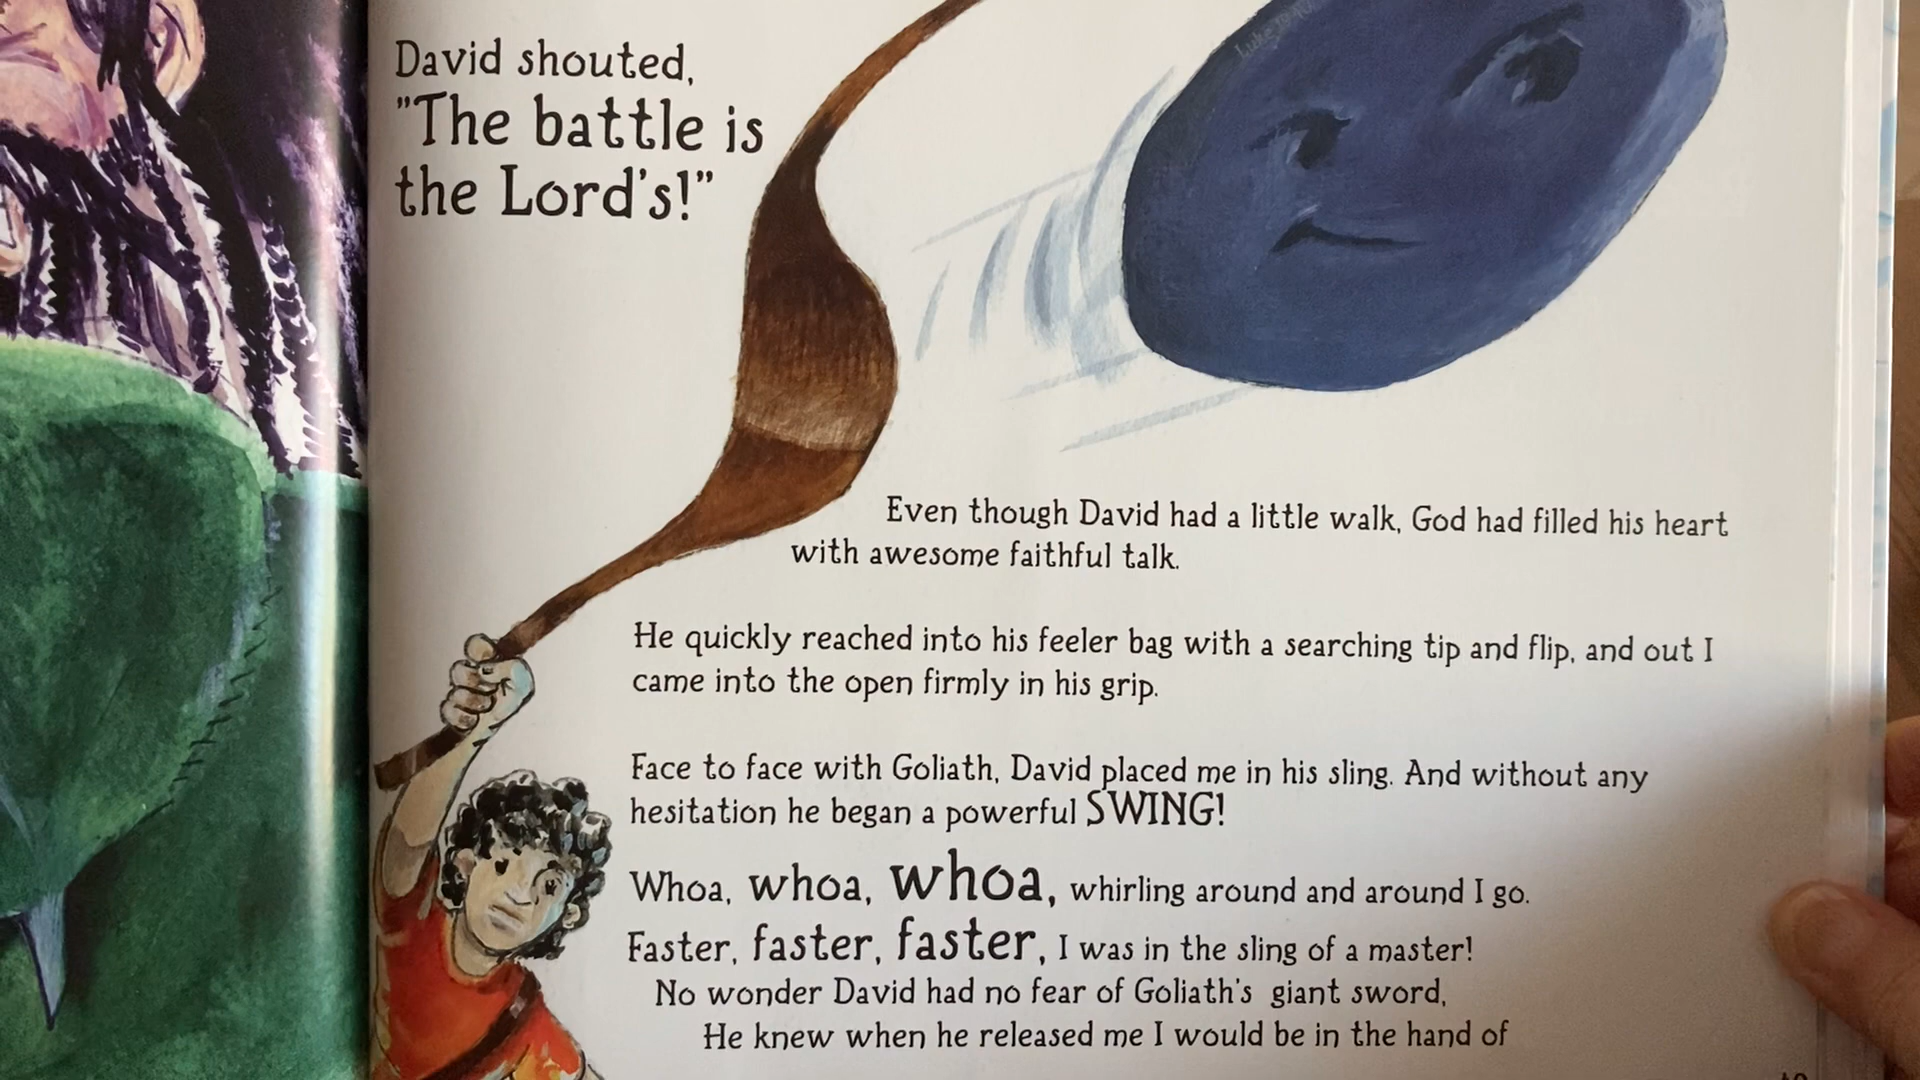 David shouted,
"The battle is
the Lord's!"
Even though David had a little walk, God had filled his heart
with awesome faithful talk.
He quickly reached into his feeler bag with a searching tip and flip, and out I
came into the open firmly in his grip.
Face to face with Goliath, David placed me in his sling. And without any
hesitation he began a powerful SWING!
Whoa, whoa, whoa, whirling around and around I go.
Faster, faster, faster, I was in the sling of a master!
No wonder David had no fear of Goliath's giant sword,
He knew when he released me I would be in the hand of